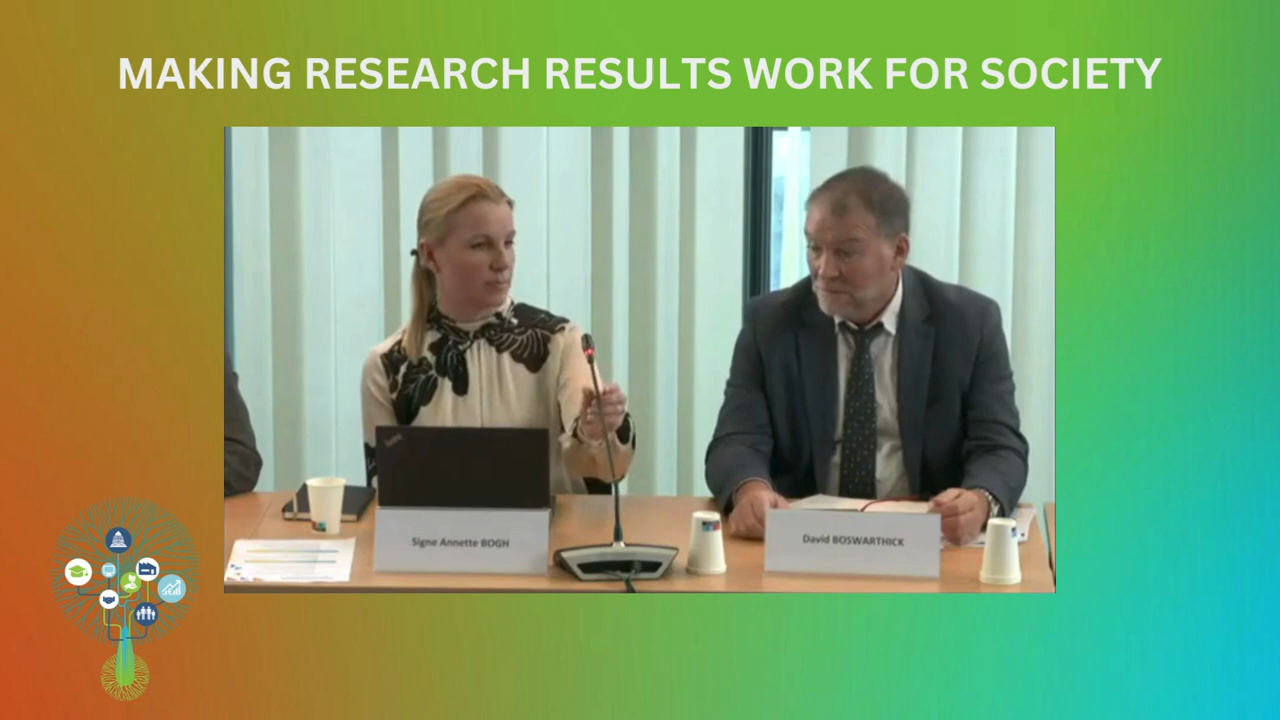 MAKING RESEARCH RESULTS WORK FOR SOCIETY
Signe Annette BOGH
David BOSWARTHICK